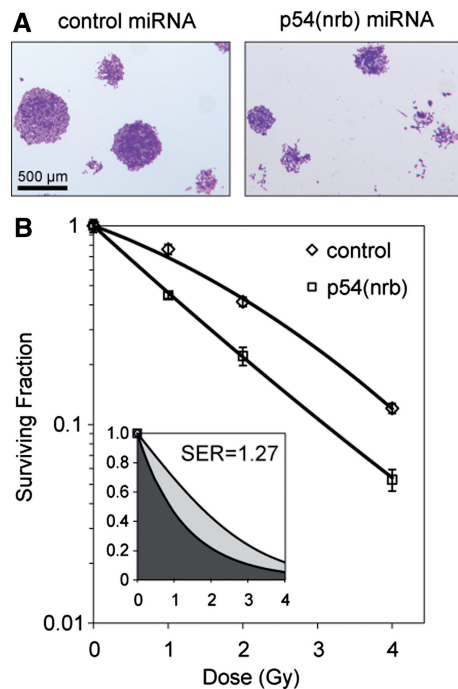 A control miRNA p54(nrb) miRNA
500 µm
B
1
control
p54(nrb)
Surviving Fraction
0.1
1.0
SER=1.27
0.8
0.6
0.4
0.2
0
0 1 2 3 4
0.01
0 1 2 3 4
Dose (Gy)